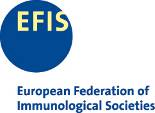 EFIS
European Federation of
Immunological Societies